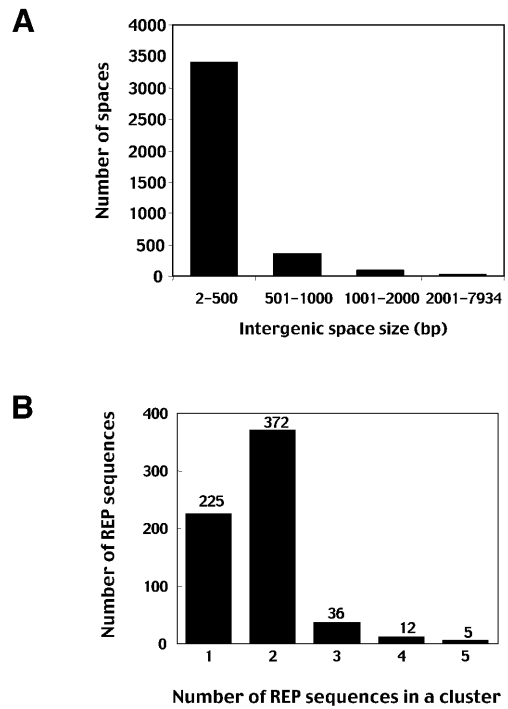 A
4000
3500
3000
2500
2000
1500
1000
500
0
Number of spaces
2–500 501–1000 1001–2000 2001–7934
Intergenic space size (bp)
B
400
300
200
100
0
Number of REP sequences
225 372 36 12 5
1 2 3 4 5
Number of REP sequences in a cluster